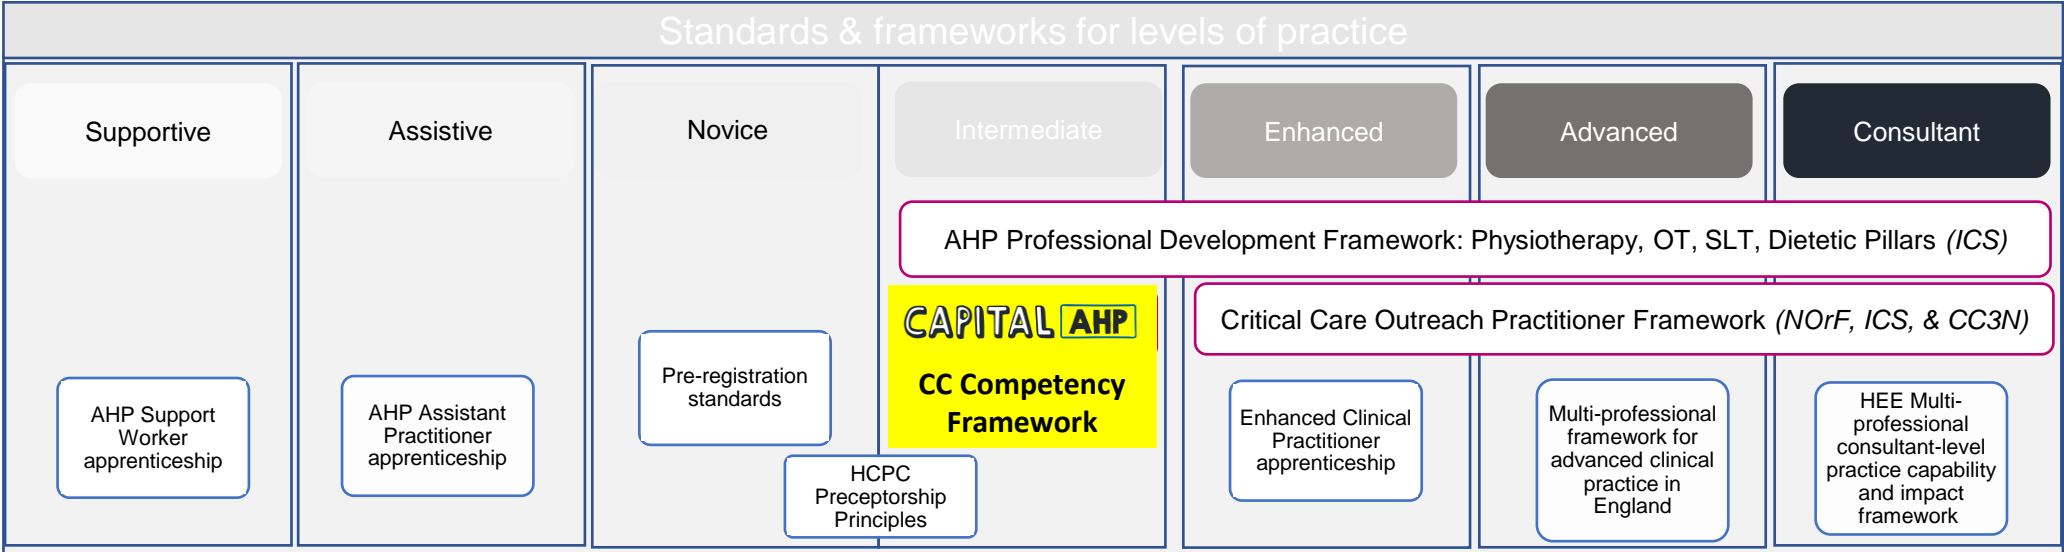 Standards & frameworks for levels of practice
Supportive
Assistive
Novice
Intermediate
Enhanced
Advanced
Consultant
AHP Professional Development Framework: Physiotherapy, OT, SLT, Dietetic Pillars (ICS)
CAPITAL AHP
CC Competency
Framework
Critical Care Outreach Practitioner Framework (NOrF, ICS, & CC3N)
AHP Support
Worker
apprenticeship
AHP Assistant
Practitioner
apprenticeship
Pre-registration
standards
HCPC
Preceptorship
Principles
Enhanced Clinical
Practitioner
apprenticeship
Multi-professional
framework for
advanced clinical
practice in
England
HEE Multi-
professional
consultant-level
practice capability
and impact
framework